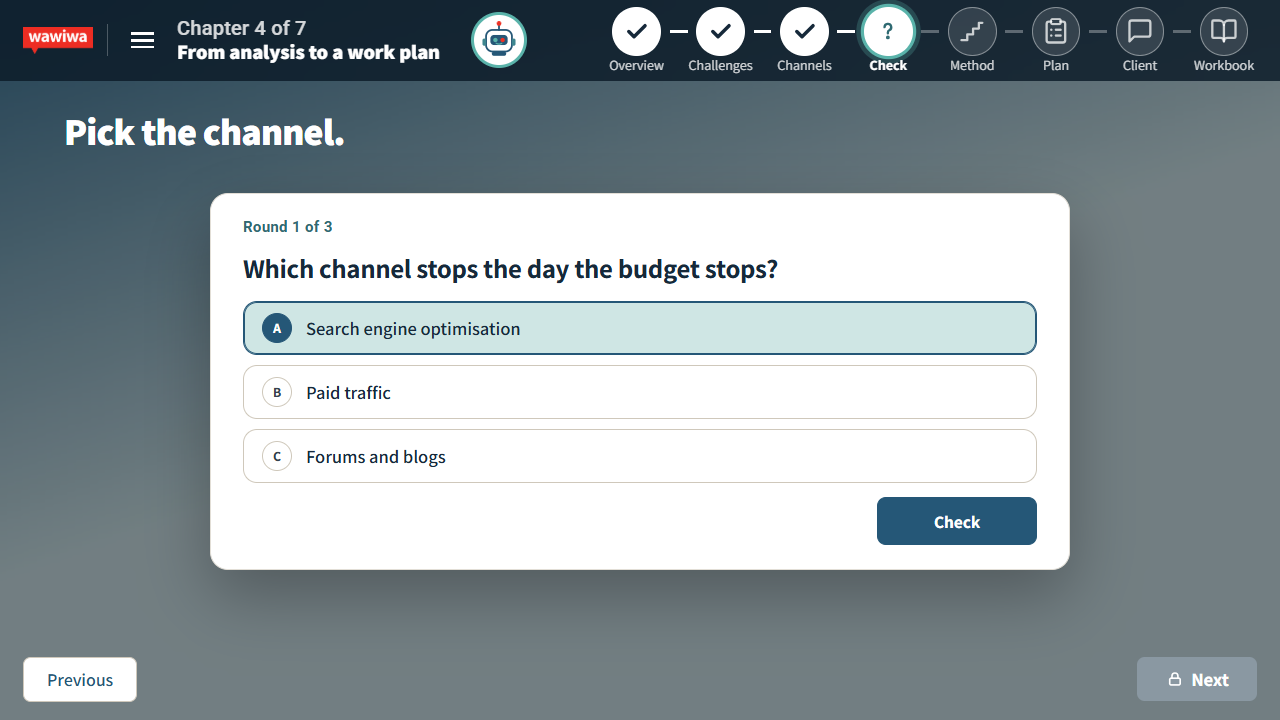 wawiwa
Chapter 4 of 7
From analysis to a work plan
?
Overview
Challenges
Channels
Check
Method
Plan
Client
Workbook
Pick the channel.
Round 1 of 3
Which channel stops the day the budget stops?
A Search engine optimisation
B Paid traffic
C Forums and blogs
Check
Previous
Next